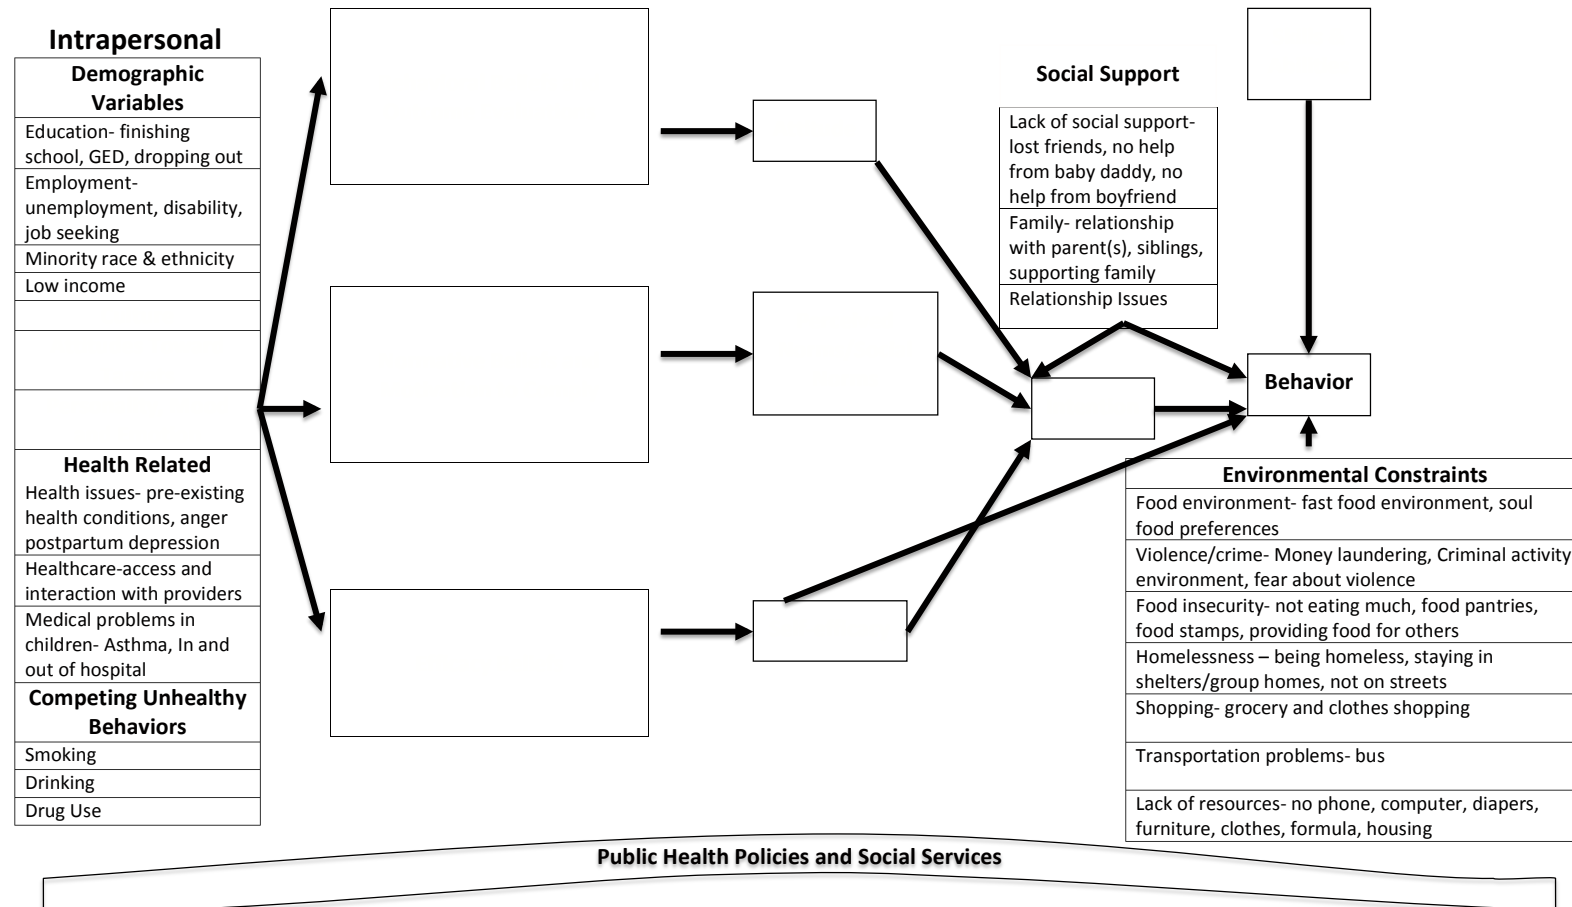 Intrapersonal
Demographic
Variables
Education- finishing
school, GED, dropping out
Employment-
unemployment, disability,
job seeking
Minority race & ethnicity
Low income
Health Related
Health issues- pre-existing
health conditions, anger
postpartum depression
Healthcare-access and
interaction with providers
Medical problems in
children- Asthma, In and
out of hospital
Competing Unhealthy
Behaviors
Smoking
Drinking
Drug Use
Social Support
Lack of social support-
lost friends, no help
from baby daddy, no
help from boyfriend
Family- relationship
with parent(s), siblings,
supporting family
Relationship Issues
Behavior
Environmental Constraints
Food environment- fast food environment, soul
food preferences
Violence/crime- Money laundering, Criminal activity
environment, fear about violence
Food insecurity- not eating much, food pantries,
food stamps, providing food for others
Homelessness – being homeless, staying in
shelters/group homes, not on streets
Shopping- grocery and clothes shopping
Transportation problems- bus
Lack of resources- no phone, computer, diapers,
furniture, clothes, formula, housing
Public Health Policies and Social Services